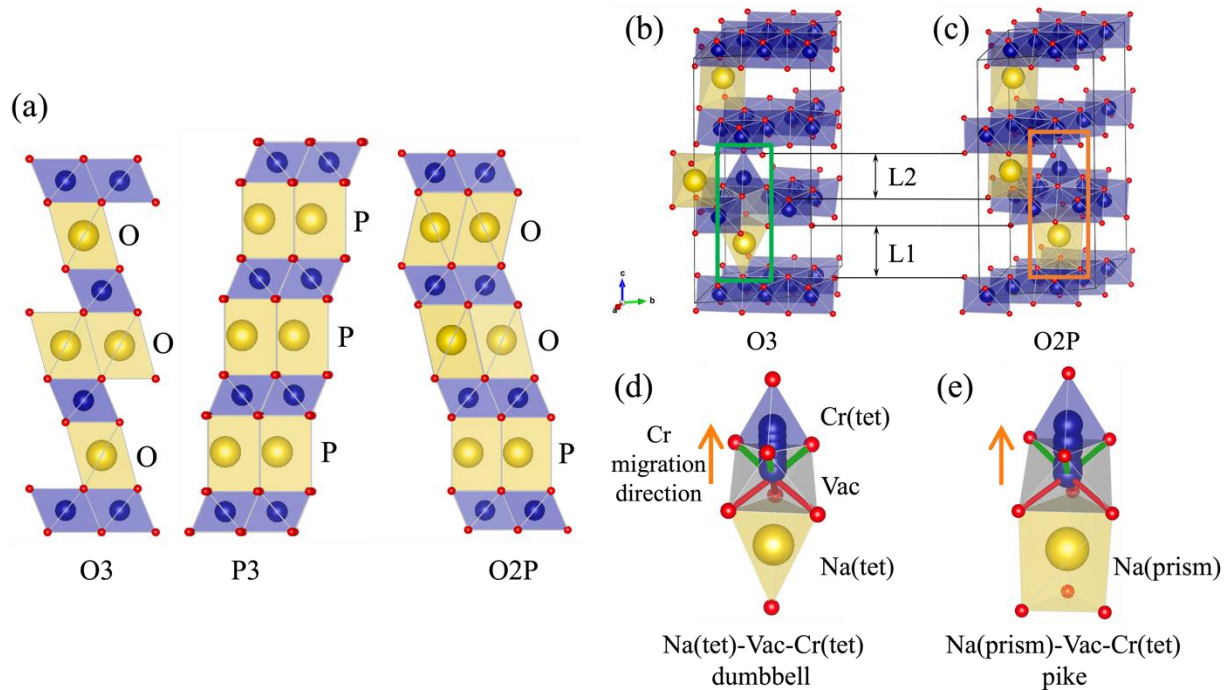 (a)
O
O
O
O3
P
P
P
P3
O
O
P
O2P
(b)
L2
L1
c
a
b
O3
(c)
O2P
(d)
Cr
migration
direction
Cr(tet)
Vac
Na(tet)
Na(tet)-Vac-Cr(tet)
dumbbell
(e)
Na(prism)
Na(prism)-Vac-Cr(tet)
pike